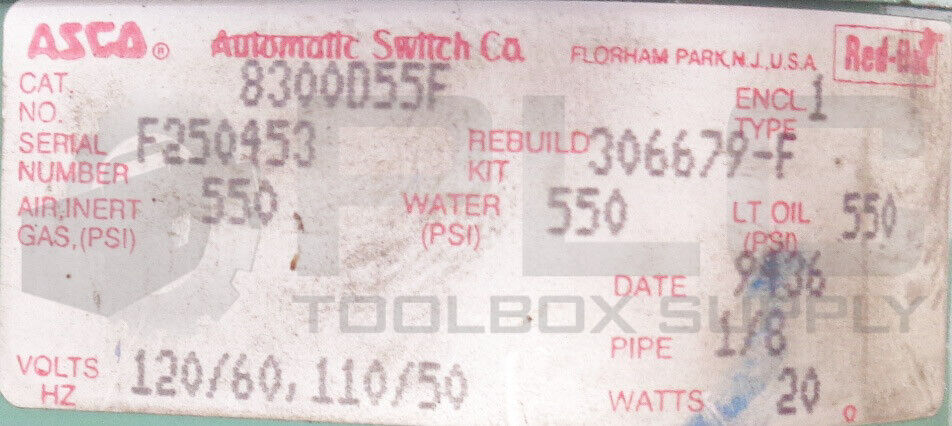 ASCO® Automatic Switch Co. FLORHAM PARK, N.J., U.S.A Red-Hat
CAT. NO. 8300D55F ENCL TYPE 1
SERIAL NUMBER F250453 REBUILD KIT 306679-F
AIR, INERT GAS, (PSI) 550 WATER (PSI) 550 LT OIL (PSI) 550
DATE 9436
TOOLBOX SUPPLY
PIPE 1/8
VOLTS HZ 120/60, 110/50
WATTS 20